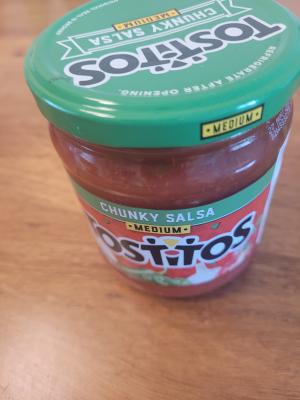 TOSTITOS
CHUNKY SALSA
•MEDIUM•
REFRIGERATE AFTER OPENING.
•MEDIUM•
CHUNKY SALSA
•MEDIUM•
TOSTITOS